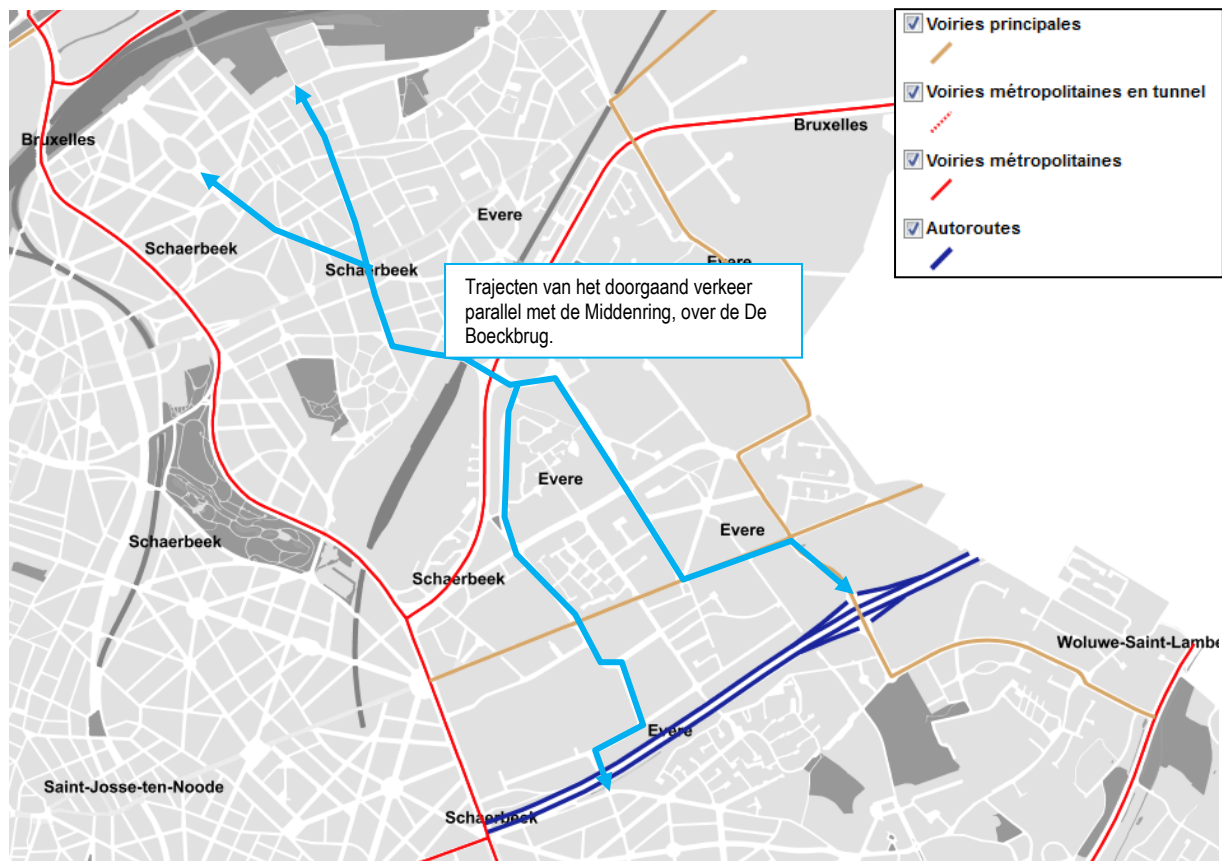 Voiries principales
Voiries métropolitaines en tunnel
Voiries métropolitaines
Autoroutes
Bruxelles
Bruxelles
Evere
Schaerbeek
Schaerbeek
Evere
Trajecten van het doorgaand verkeer
parallel met de Middenring, over de De
Boeckbrug.
Evere
Evere
Schaerbeek
Schaerbeek
Woluwe-Saint-Lambe
Evere
Saint-Josse-ten-Noode
Schaerbeek